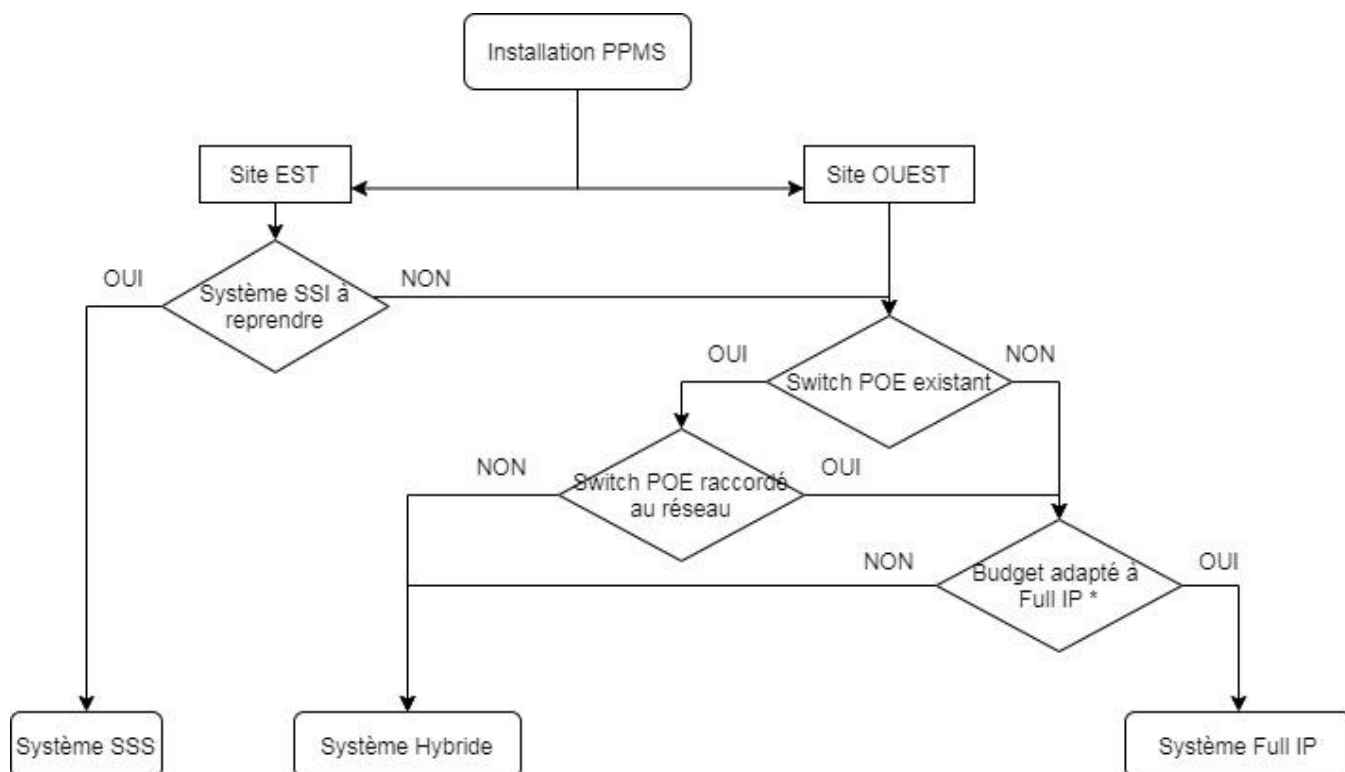 Installation PPMS
Site EST
Site OUEST
OUI
NON
Système SSI à
reprendre
OUI
NON
Switch POE existant
NON
OUI
Switch POE raccordé
au réseau
NON
OUI
Budget adapté à
Full IP *
Système SSS
Système Hybride
Système Full IP